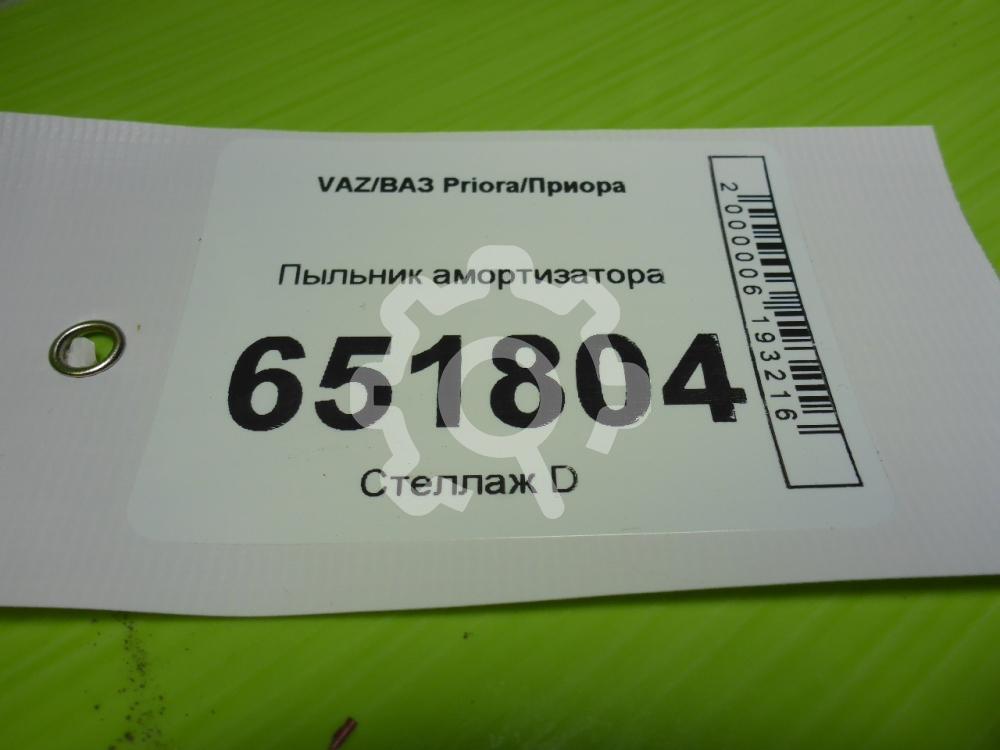 VAZ/ВАЗ Priora/Приора
Пыльник амортизатора
651804
Стеллаж D
2 000006 193216